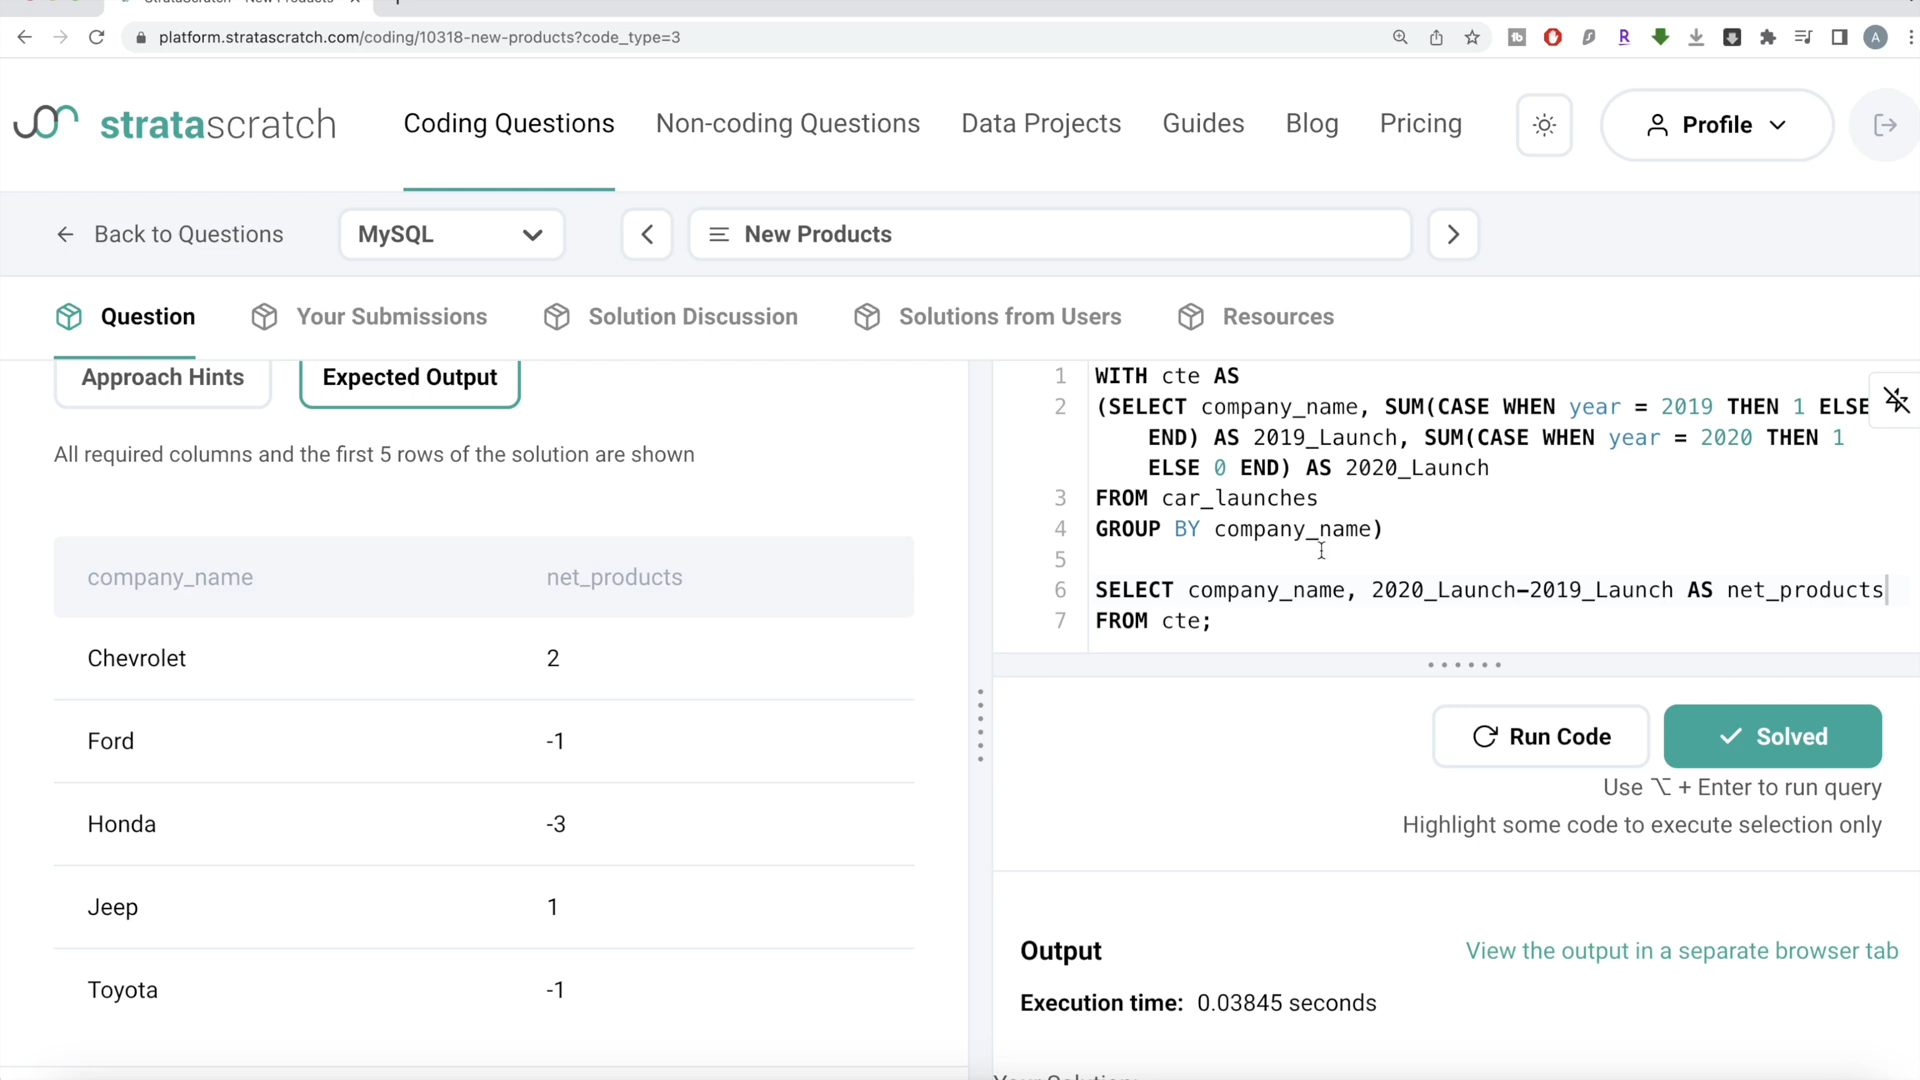 platform.stratascratch.com/coding/10318-new-products?code_type=3
A
stratascratch
Coding Questions
Non-coding Questions
Data Projects
Guides
Blog
Pricing
Profile
Back to Questions
MySQL
New Products
Question
Your Submissions
Solution Discussion
Solutions from Users
Resources
Approach Hints
Expected Output
All required columns and the first 5 rows of the solution are shown
company_name net_products
Chevrolet 2
Ford -1
Honda -3
Jeep 1
Toyota -1
1 WITH cte AS
2 (SELECT company_name, SUM(CASE WHEN year = 2019 THEN 1 ELSE
END) AS 2019_Launch, SUM(CASE WHEN year = 2020 THEN 1
ELSE 0 END) AS 2020_Launch
3 FROM car_launches
4 GROUP BY company_name)
5
6 SELECT company_name, 2020_Launch-2019_Launch AS net_products
7 FROM cte;
Run Code
Solved
Use ⌥ + Enter to run query
Highlight some code to execute selection only
Output
View the output in a separate browser tab
Execution time: 0.03845 seconds